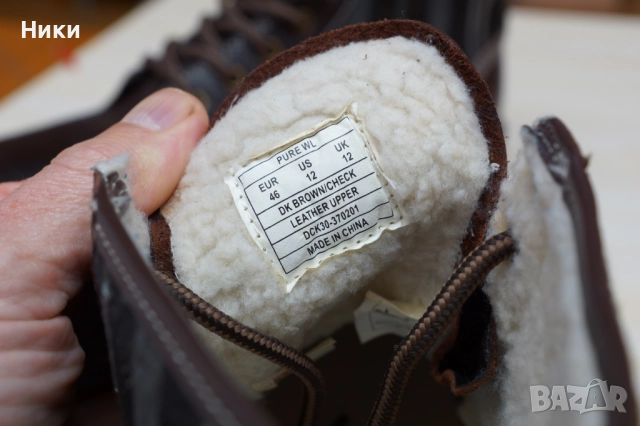 Ники
PURE WL
EUR US UK
46 12 12
DK BROWN/CHECK
LEATHER UPPER
DCK30-370201
MADE IN CHINA
BAZAR